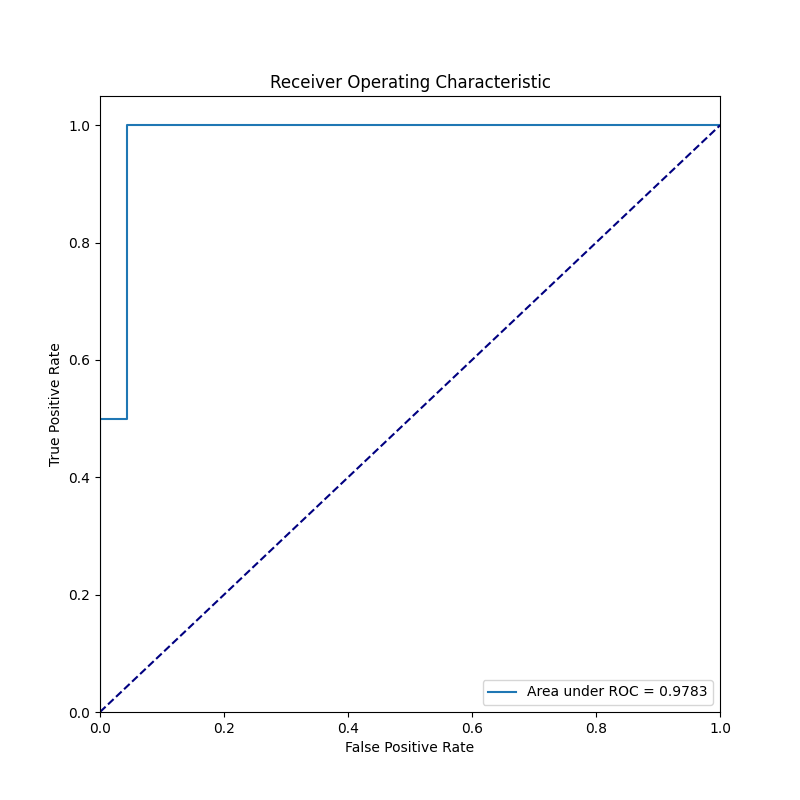 Receiver Operating Characteristic
1.0
0.8
0.6
0.4
0.2
0.0
True Positive Rate
Area under ROC = 0.9783
0.0 0.2 0.4 0.6 0.8 1.0
False Positive Rate